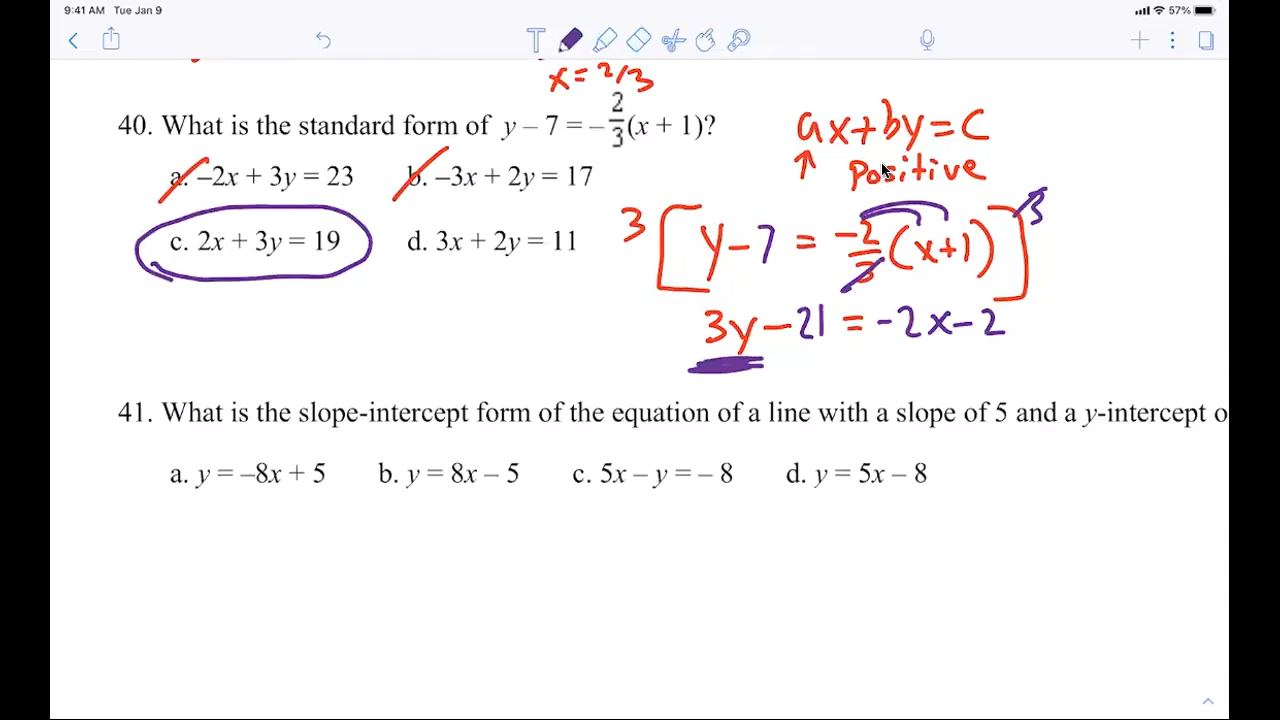 9:41 AM Tue Jan 9
57%
x = 2/3
40. What is the standard form of y – 7 = –2/3(x + 1)?
ax + by = c
a. –2x + 3y = 23
b. –3x + 2y = 17
↑ positive
c. 2x + 3y = 19
d. 3x + 2y = 11
3 [ y – 7 = –2/3 (x + 1) ] 3
3y – 21 = –2x – 2
41. What is the slope-intercept form of the equation of a line with a slope of 5 and a y-intercept o
a. y = –8x + 5
b. y = 8x – 5
c. 5x – y = – 8
d. y = 5x – 8